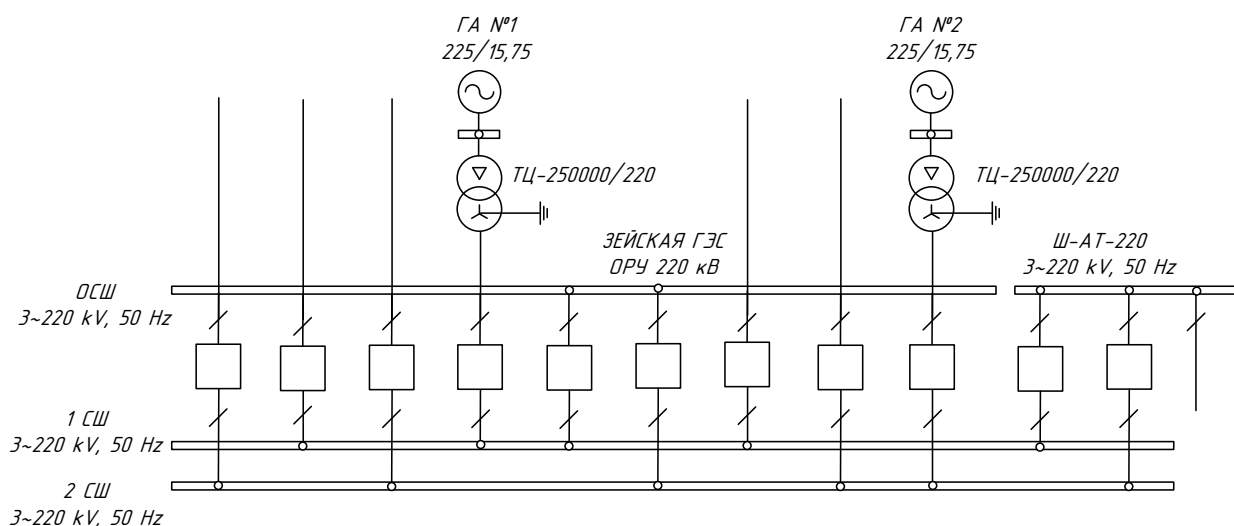 ГА №1
225/15,75
ГА №2
225/15,75
ТЦ-250000/220
ТЦ-250000/220
ЗЕЙСКАЯ ГЭС
ОРУ 220 кВ
Ш-АТ-220
3~220 kV, 50 Hz
ОСШ
3~220 kV, 50 Hz
1 СШ
3~220 kV, 50 Hz
2 СШ
3~220 kV, 50 Hz